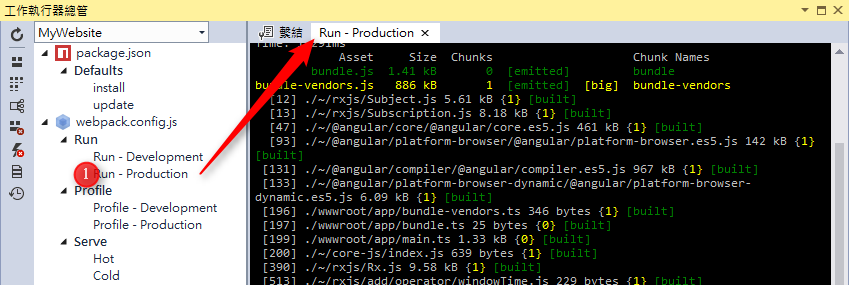 工作執行器總管
MyWebsite
package.json
Defaults
install
update
webpack.config.js
Run
Run - Development
1 Run - Production
Profile
Profile - Development
Profile - Production
Serve
Hot
Cold
繫結 Run - Production
Asset Size Chunks Chunk Names
bundle.js 1.41 kB 0 [emitted] bundle
bundle-vendors.js 886 kB 1 [emitted] [big] bundle-vendors
[12] ./~/rxjs/Subject.js 5.61 kB {1} [built]
[13] ./~/rxjs/Subscription.js 8.18 kB {1} [built]
[47] ./~/@angular/core/@angular/core.es5.js 461 kB {1} [built]
[93] ./~/@angular/platform-browser/@angular/platform-browser.es5.js 142 kB {1}
[built]
[131] ./~/@angular/compiler/@angular/compiler.es5.js 967 kB {1} [built]
[133] ./~/@angular/platform-browser-dynamic/@angular/platform-browser-
dynamic.es5.js 6.09 kB {1} [built]
[196] ./wwwroot/app/bundle-vendors.ts 346 bytes {1} [built]
[197] ./wwwroot/app/bundle.ts 25 bytes {0} [built]
[199] ./wwwroot/app/main.ts 1.33 kB {0} [built]
[200] ./~/core-js/index.js 639 bytes {1} [built]
[390] ./~/rxjs/Rx.js 9.58 kB {1} [built]
[513] ./~/rxjs/add/operator/windowTime.js 229 bytes {1} [built]